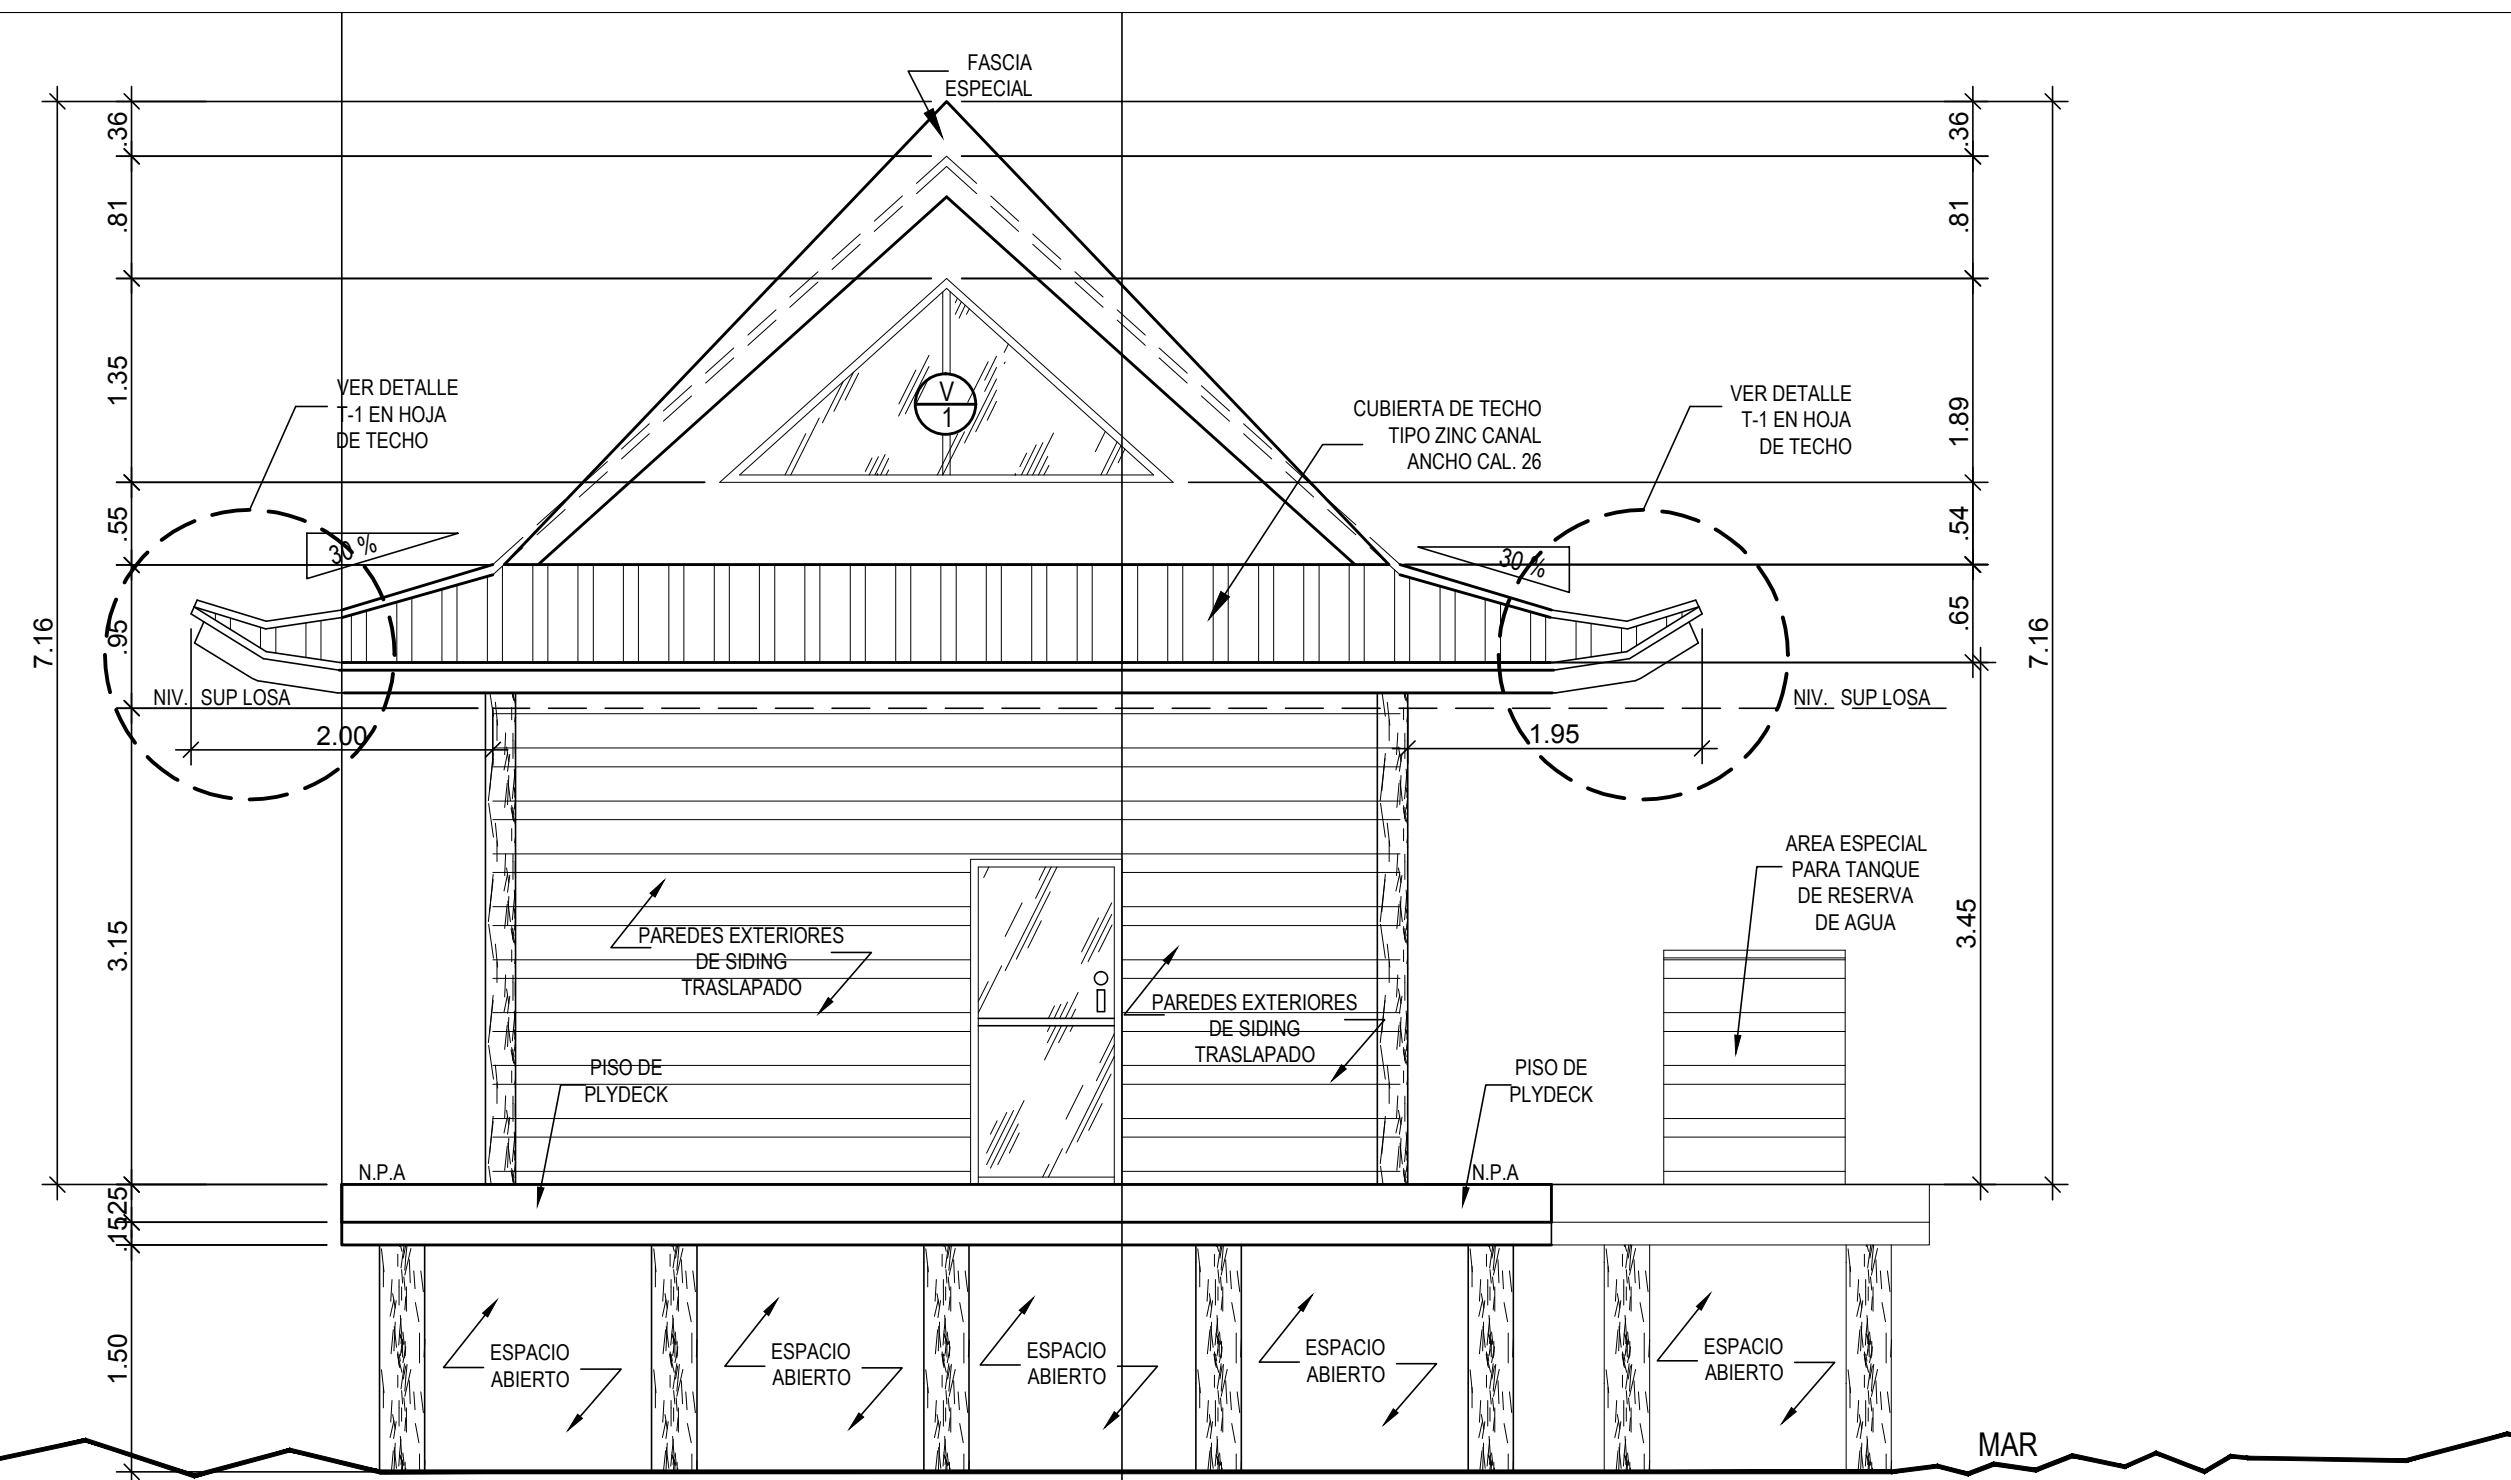 FASCIA
ESPECIAL
.36
.36
.81
.81
1.35
1.89
VER DETALLE
T-1 EN HOJA
DE TECHO
V
1
CUBIERTA DE TECHO
TIPO ZINC CANAL
ANCHO CAL. 26
VER DETALLE
T-1 EN HOJA
DE TECHO
.55
.54
30 %
30 %
.95
.65
7.16
7.16
NIV. SUP LOSA
NIV. SUP LOSA
2.00
1.95
AREA ESPECIAL
PARA TANQUE
DE RESERVA
DE AGUA
3.15
3.45
PAREDES EXTERIORES
DE SIDING
TRASLAPADO
PAREDES EXTERIORES
DE SIDING
TRASLAPADO
PISO DE
PLYDECK
PISO DE
PLYDECK
N.P.A
N.P.A
.25
.15
1.50
ESPACIO
ABIERTO
ESPACIO
ABIERTO
ESPACIO
ABIERTO
ESPACIO
ABIERTO
ESPACIO
ABIERTO
MAR